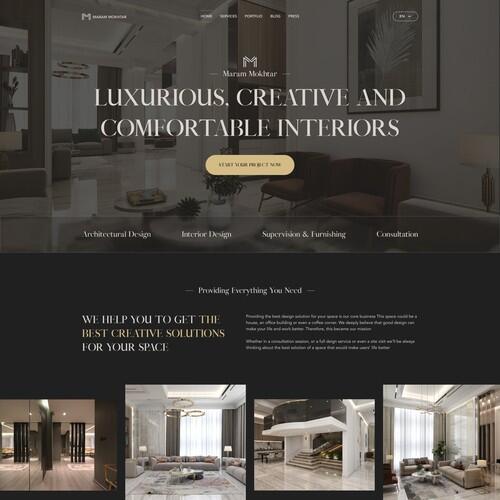 MARAM MOKHTAR
HOME SERVICES PORTFLIO BLOG PRESS
EN
Maram Mokhtar
LUXURIOUS, CREATIVE AND
COMFORTABLE INTERIORS
START YOUR PROJECT NOW
Architectural Design Interior Design Supervision & Furnishing Consultation
Providing Everything You Need
WE HELP YOU TO GET THE
BEST CREATIVE SOLUTIONS
FOR YOUR SPACE
Providing the best design solution for your space is our core business This space could be a
house, an office building or even a coffee corner. We deeply believe that good design can
make your life and work better. Therefore, this became our mission
Whether in a consultation session, or a full deign service or even a site visit we'll be always
thinking about the best solution of a space that would make users' life better